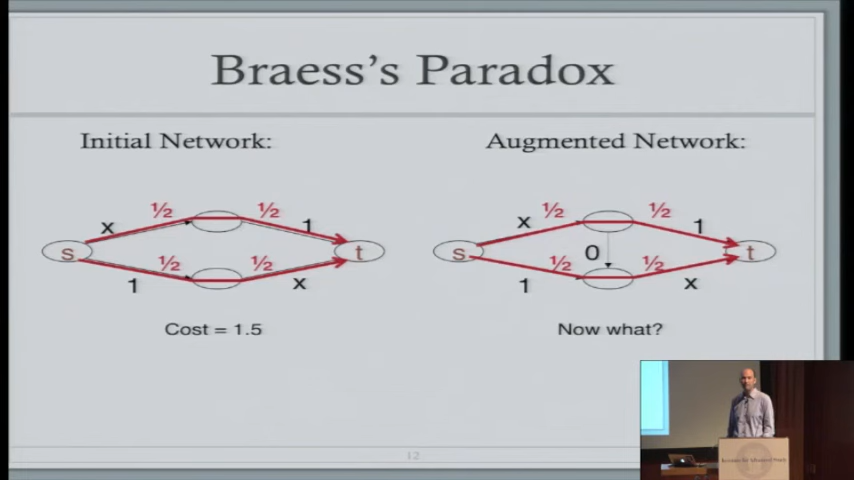 Braess's Paradox
Initial Network:
Augmented Network:
½ ½
x 1
s t
½ ½
1 x
Cost = 1.5
½ ½
x 1
s 0 t
½ ½
1 x
Now what?
12